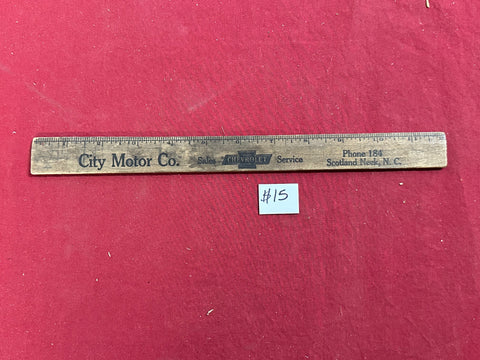 City Motor Co. Sales CHEVROLET Service Phone 184
Scotland Neck, N. C.
#15